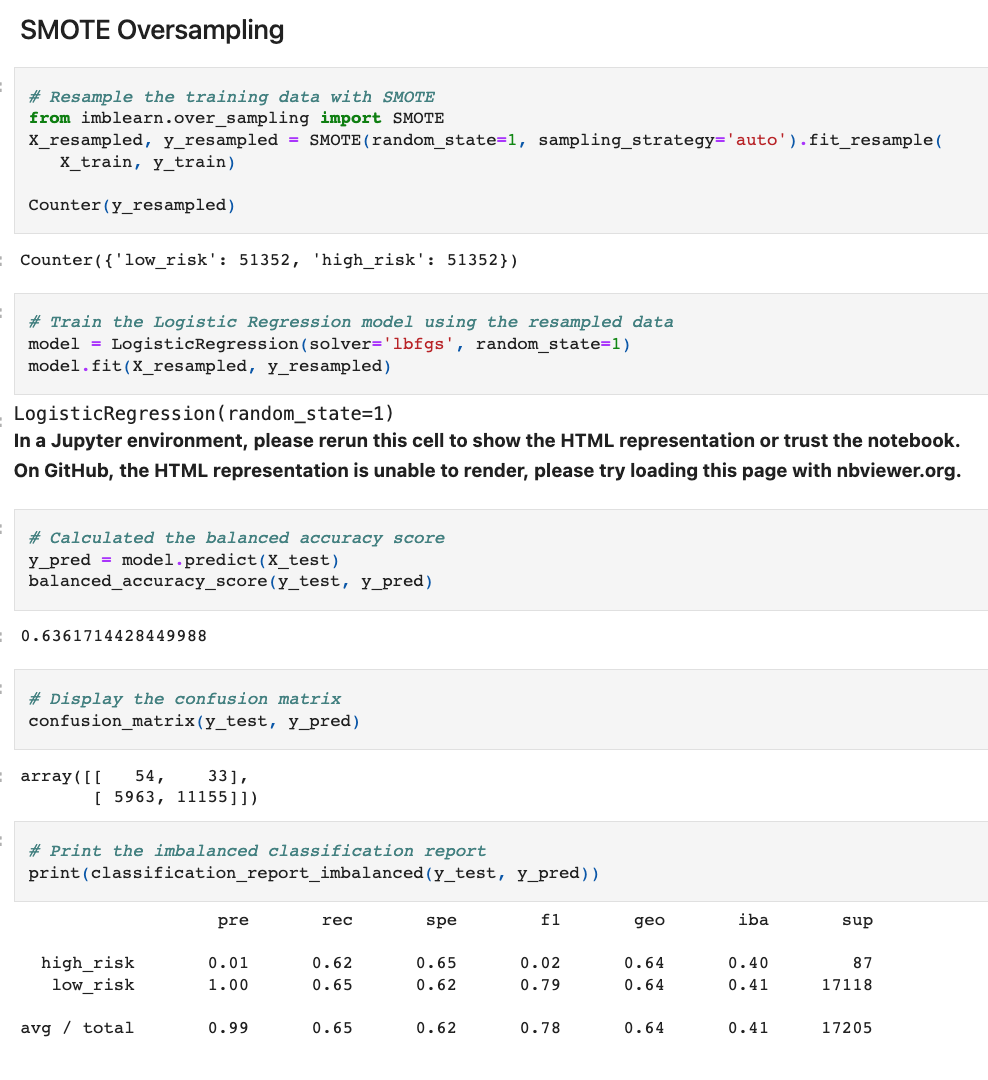 SMOTE Oversampling
# Resample the training data with SMOTE
from imblearn.over_sampling import SMOTE
X_resampled, y_resampled = SMOTE(random_state=1, sampling_strategy='auto').fit_resample(
X_train, y_train)
Counter(y_resampled)
Counter({'low_risk': 51352, 'high_risk': 51352})
# Train the Logistic Regression model using the resampled data
model = LogisticRegression(solver='lbfgs', random_state=1)
model.fit(X_resampled, y_resampled)
LogisticRegression(random_state=1)
In a Jupyter environment, please rerun this cell to show the HTML representation or trust the notebook.
On GitHub, the HTML representation is unable to render, please try loading this page with nbviewer.org.
# Calculated the balanced accuracy score
y_pred = model.predict(X_test)
balanced_accuracy_score(y_test, y_pred)
0.6361714428449988
# Display the confusion matrix
confusion_matrix(y_test, y_pred)
array([[   54,    33],
[ 5963, 11155]])
# Print the imbalanced classification report
print(classification_report_imbalanced(y_test, y_pred))
pre rec spe f1 geo iba sup
high_risk 0.01 0.62 0.65 0.02 0.64 0.40 87
low_risk 1.00 0.65 0.62 0.79 0.64 0.41 17118
avg / total 0.99 0.65 0.62 0.78 0.64 0.41 17205